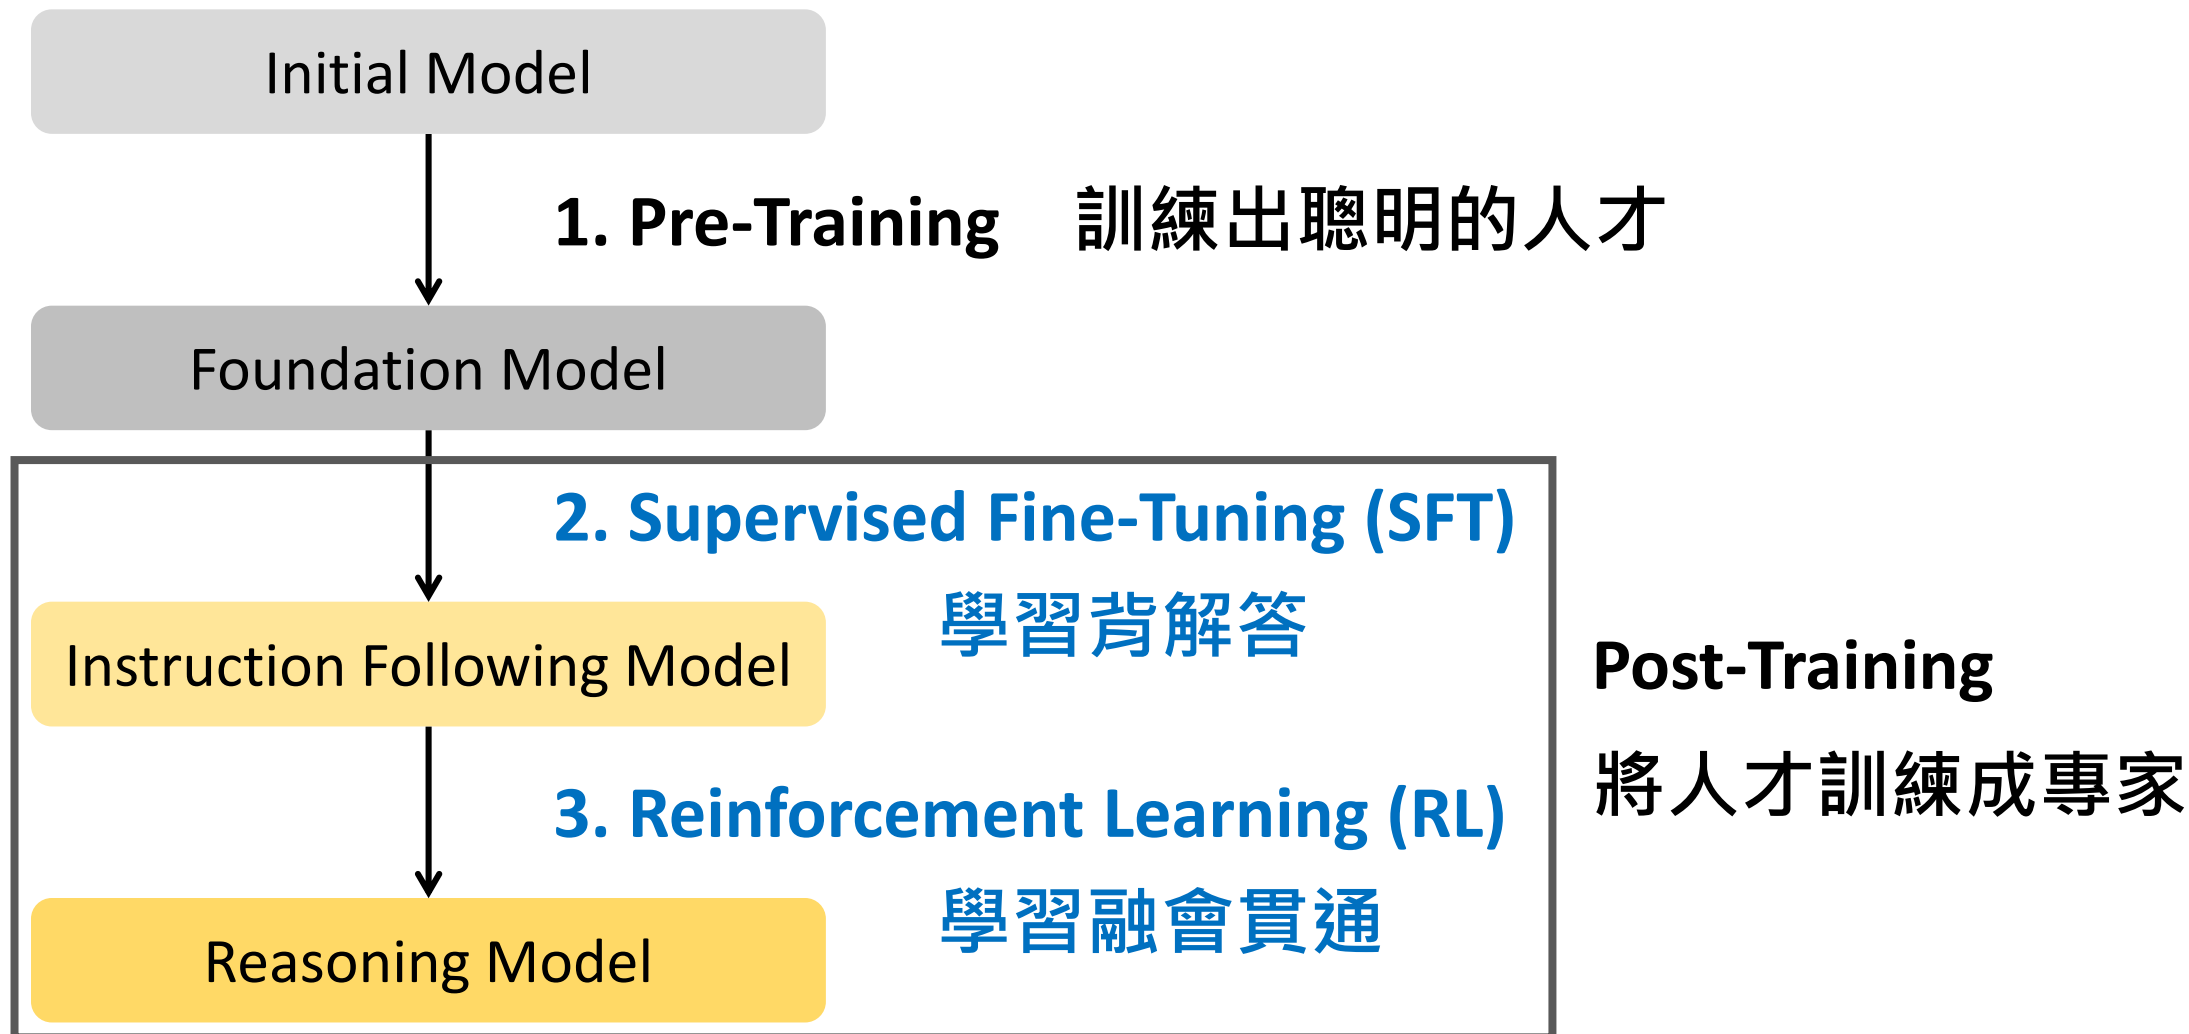 Initial Model
1. Pre-Training 訓練出聰明的人才
Foundation Model
2. Supervised Fine-Tuning (SFT)
學習背解答
Instruction Following Model
Post-Training
將人才訓練成專家
3. Reinforcement Learning (RL)
學習融會貫通
Reasoning Model